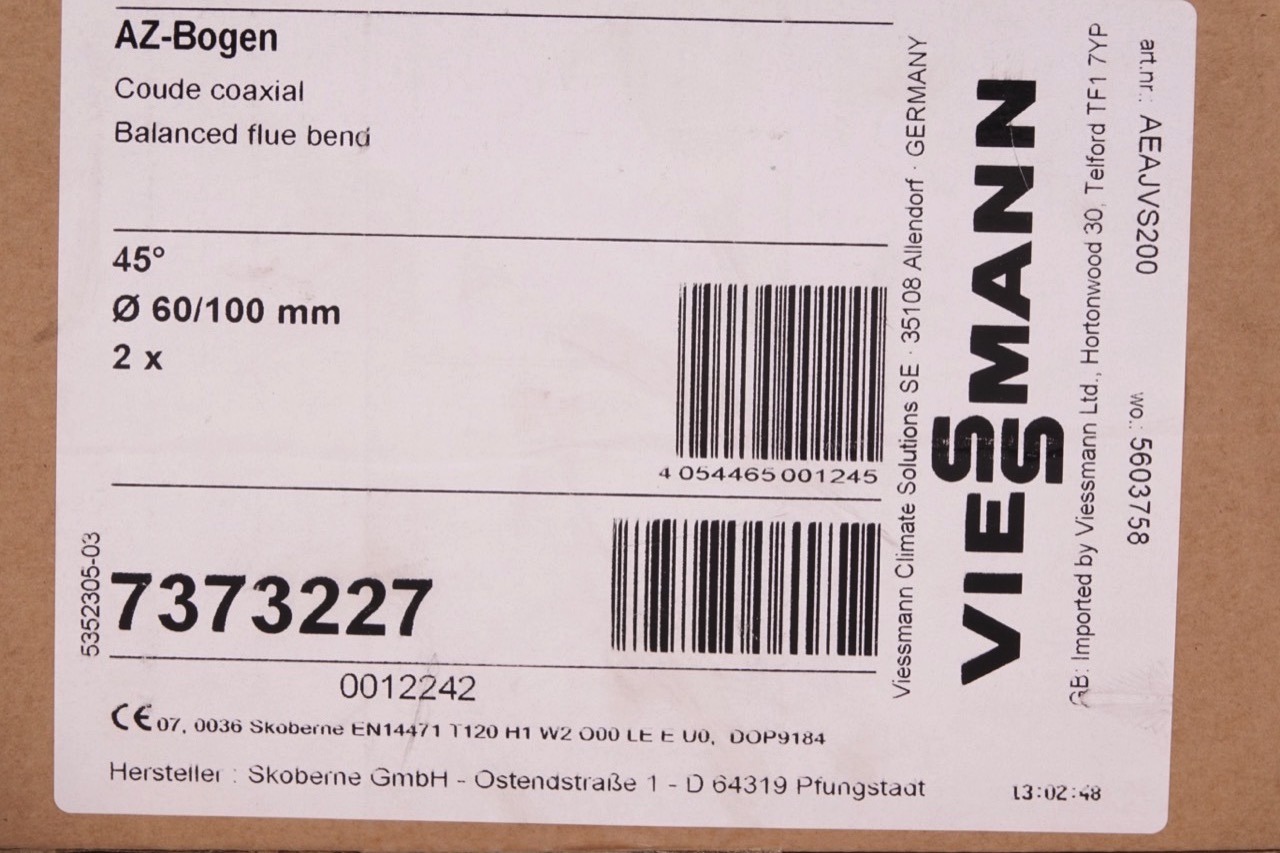 AZ-Bogen
Coude coaxial
Balanced flue bend
45°
Ø 60/100 mm
2 x
4 054465 001245
5352305-03
7373227
0012242
CE 07, 0036 Skoberne EN14471 T120 H1 W2 O00 LE E U0, DOP9184
Hersteller : Skoberne GmbH - Ostendstraße 1 - D 64319 Pfungstadt
13:02:48
Viessmann Climate Solutions SE · 35108 Allendorf · GERMANY
VIESSMANN
GB: Imported by Viessmann Ltd., Hortonwood 30, Telford TF1 7YP
art.nr.: AEAJVS200
wo.: 5603758